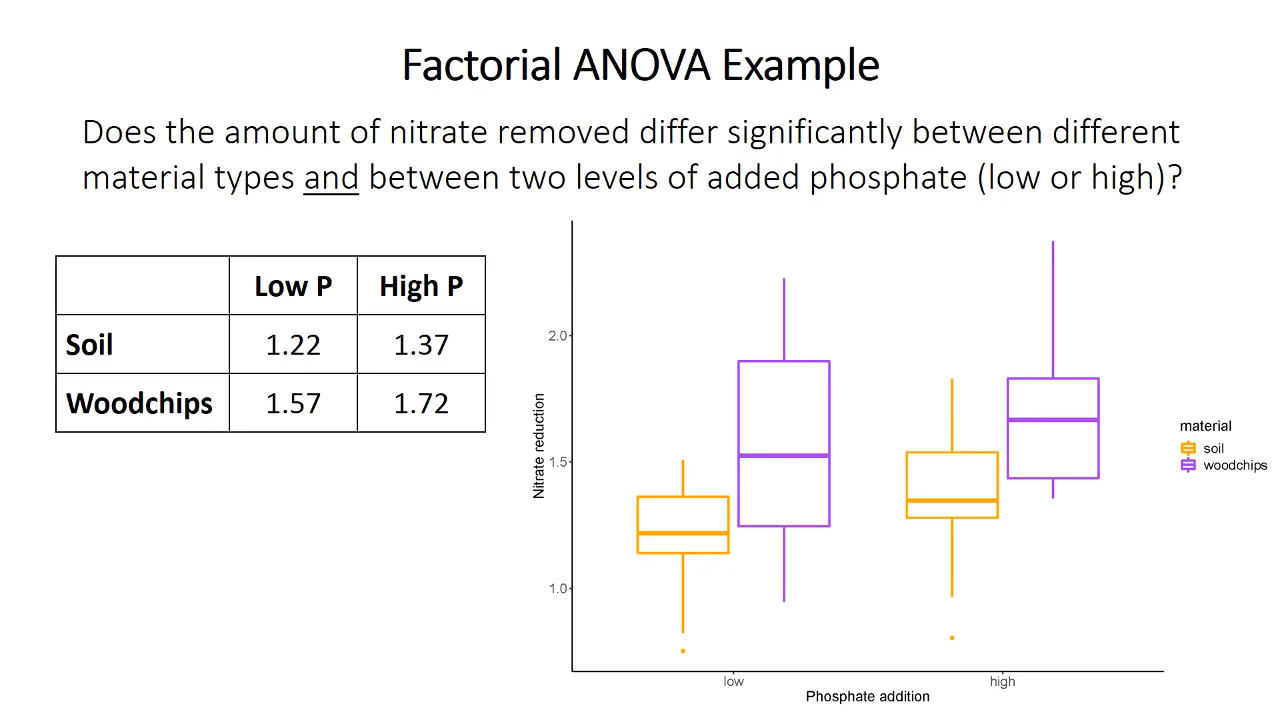 Factorial ANOVA Example
Does the amount of nitrate removed differ significantly between different
material types and between two levels of added phosphate (low or high)?
Low P High P
Soil 1.22 1.37
Woodchips 1.57 1.72
Nitrate reduction
2.0
1.5
1.0
low high
Phosphate addition
material
soil
woodchips